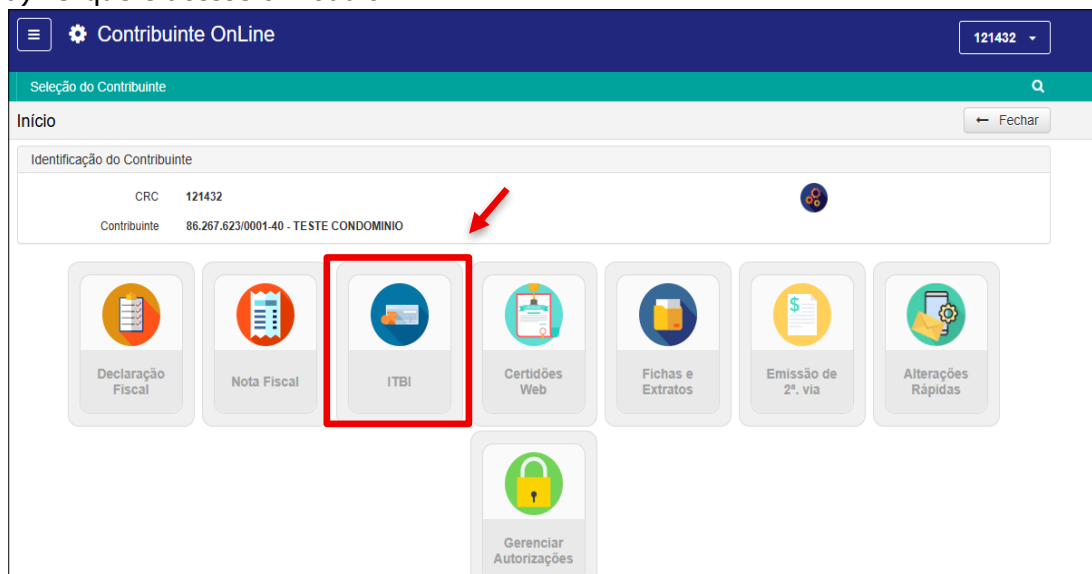 Contribuinte OnLine
121432
Seleção do Contribuinte
Início
← Fechar
Identificação do Contribuinte
CRC 121432
Contribuinte 86.267.623/0001-40 - TESTE CONDOMINIO
Declaração Fiscal
Nota Fiscal
ITBI
Certidões Web
Fichas e Extratos
Emissão de 2ª. via
Alterações Rápidas
Gerenciar Autorizações